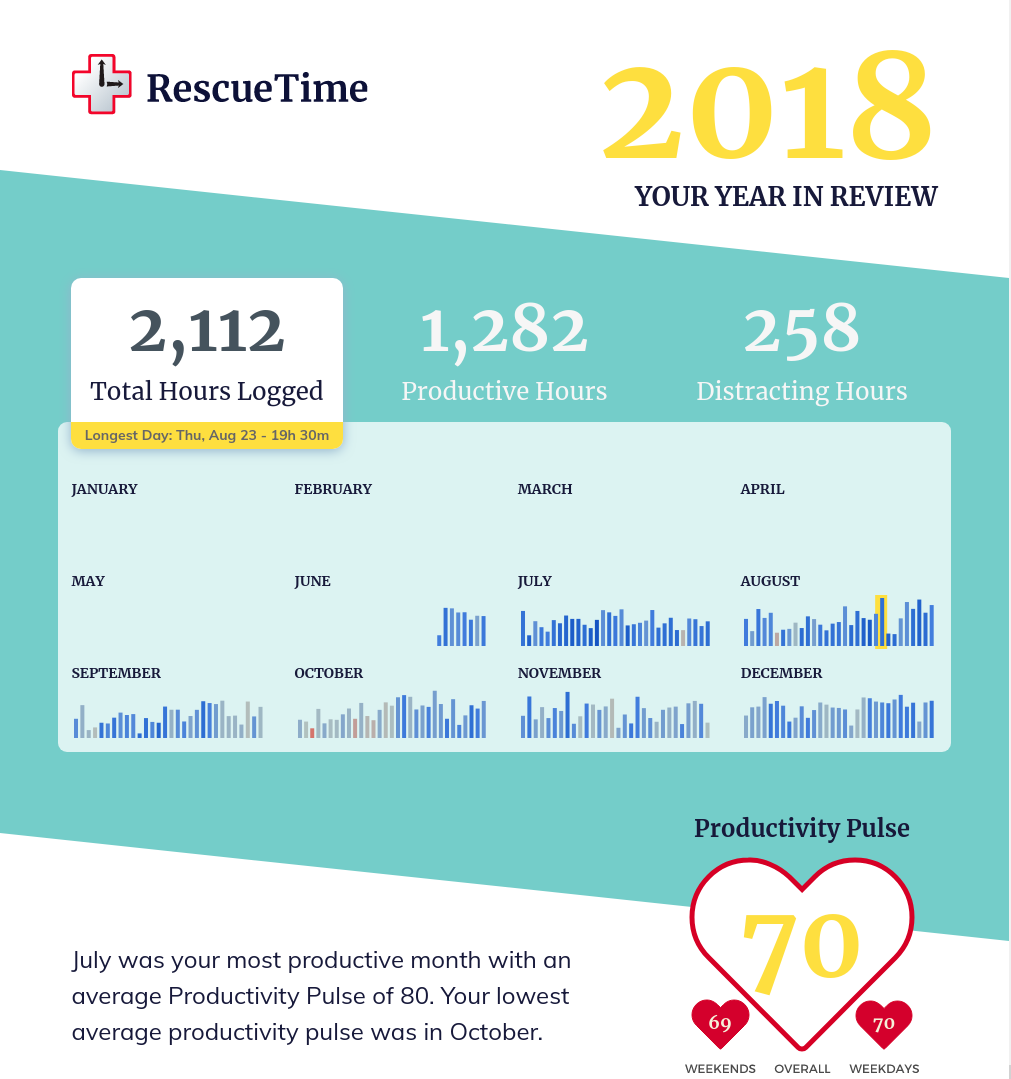 RescueTime
2018
YOUR YEAR IN REVIEW
2,112
Total Hours Logged
Longest Day: Thu, Aug 23 - 19h 30m
1,282
Productive Hours
258
Distracting Hours
JANUARY
FEBRUARY
MARCH
APRIL
MAY
JUNE
JULY
AUGUST
SEPTEMBER
OCTOBER
NOVEMBER
DECEMBER
Productivity Pulse
70
69
70
WEEKENDS
OVERALL
WEEKDAYS
July was your most productive month with an
average Productivity Pulse of 80. Your lowest
average productivity pulse was in October.